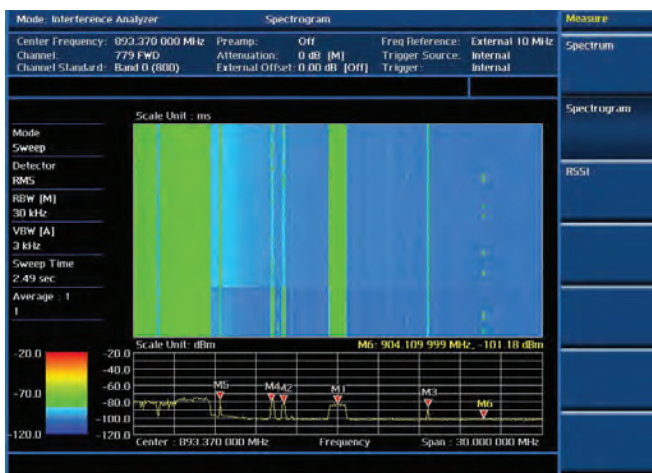 Mode: Interference Analyzer
Spectrogram
Measure
Center Frequency: 893.370 000 MHz
Preamp: Off
Freq Reference: External 10 MHz
Channel: 779 FWD
Attenuation: 0 dB [M]
Trigger Source: Internal
Channel Standard: Band 0 (800)
External Offset: 0.00 dB [Off]
Trigger: Internal
Spectrum
Spectrogram
RSSI
Scale Unit : ms
Mode
Sweep
Detector
RMS
RBW [M]
30 kHz
VBW [A]
3 kHz
Sweep Time
2.49 sec
Average : 1
1
Scale Unit: dBm
M6: 904.109 999 MHz, -101.18 dBm
-20.0
-70.0
-120.0
-20.0
-40.0
-60.0
-80.0
-100.0
-120.0
M5
M4
M2
M1
M3
M6
Center : 893.370 000 MHz
Frequency
Span : 30.000 000 MHz